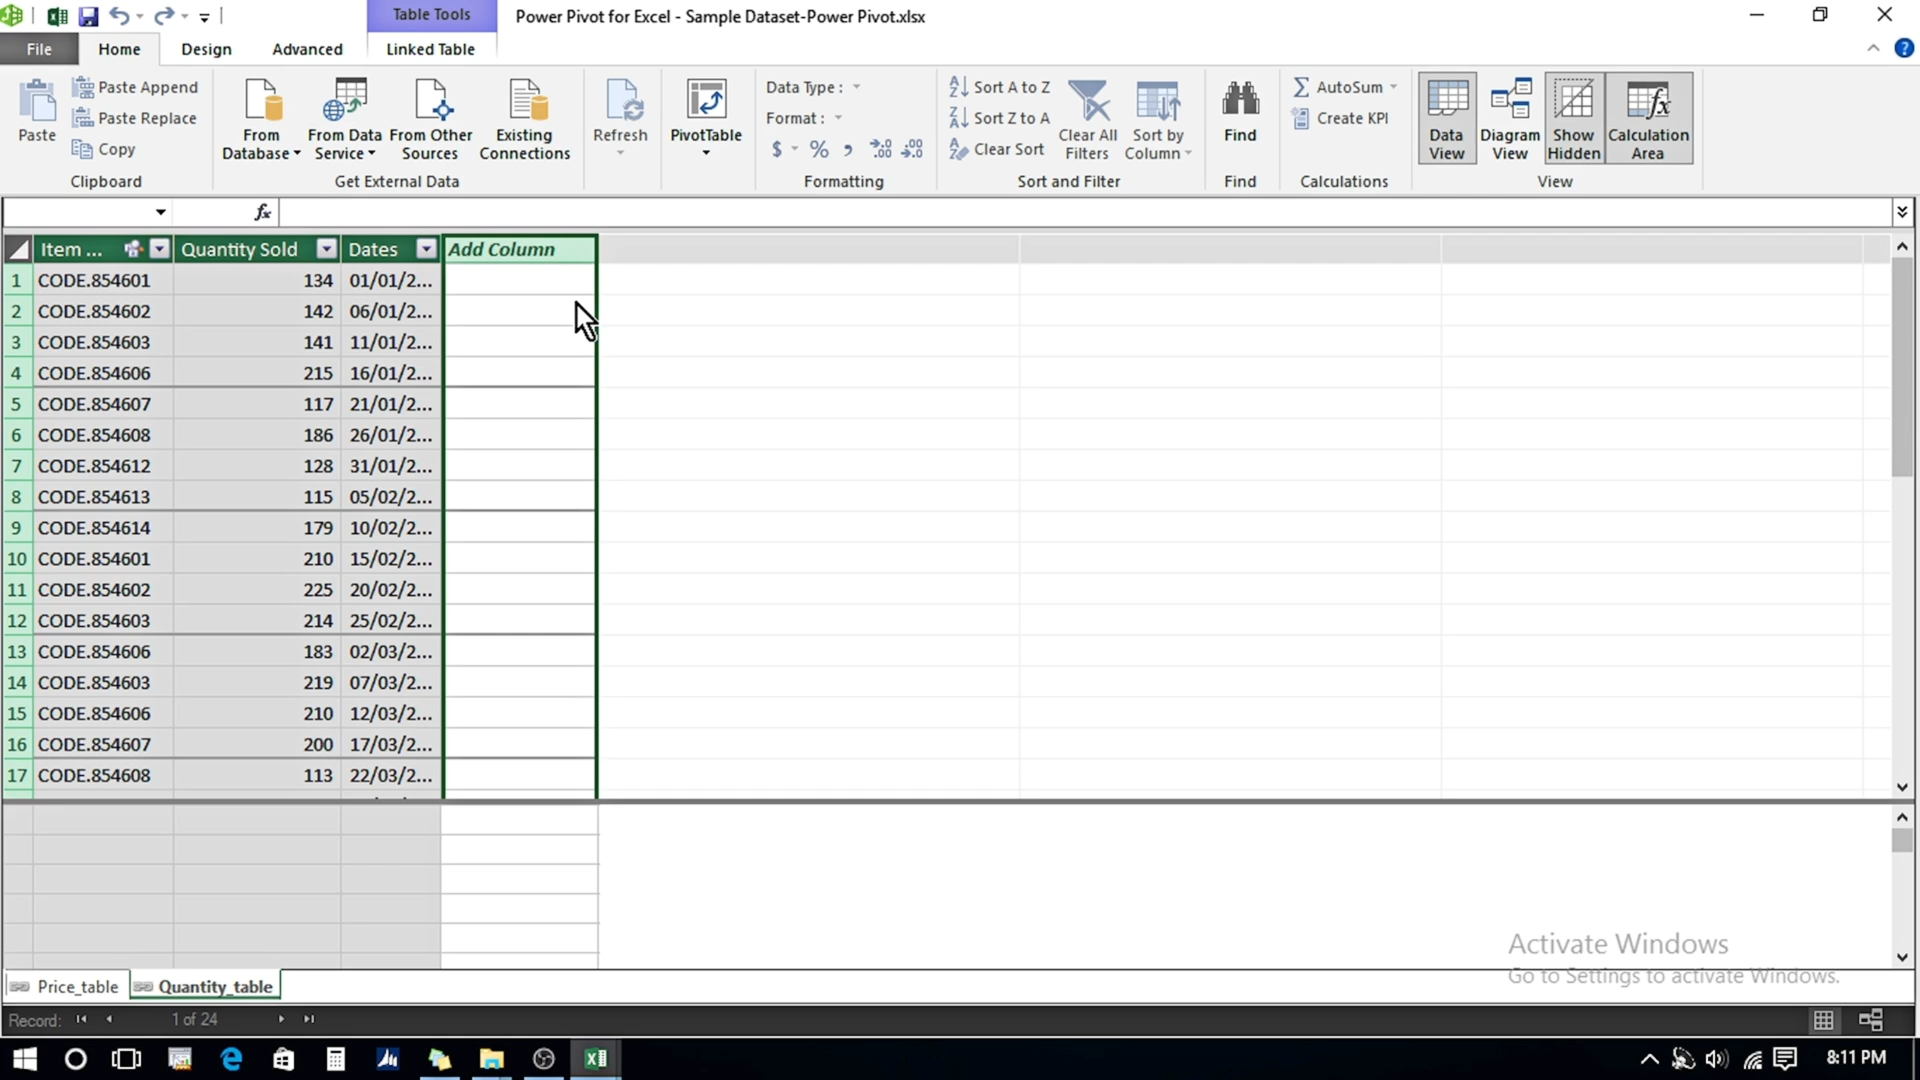 Table Tools
Power Pivot for Excel - Sample Dataset-Power Pivot.xlsx
File
Home
Design
Advanced
Linked Table
Paste
Paste Append
Paste Replace
Copy
Clipboard
From Database
From Data Service
From Other Sources
Existing Connections
Get External Data
Refresh
PivotTable
Data Type :
Format :
$ % ,
Formatting
Sort A to Z
Sort Z to A
Clear Sort
Clear All Filters
Sort by Column
Sort and Filter
Find
Find
AutoSum
Create KPI
Calculations
Data View
Diagram View
Show Hidden
Calculation Area
View
fx
Item ... Quantity Sold Dates Add Column
1 CODE.854601 134 01/01/2...
2 CODE.854602 142 06/01/2...
3 CODE.854603 141 11/01/2...
4 CODE.854606 215 16/01/2...
5 CODE.854607 117 21/01/2...
6 CODE.854608 186 26/01/2...
7 CODE.854612 128 31/01/2...
8 CODE.854613 115 05/02/2...
9 CODE.854614 179 10/02/2...
10 CODE.854601 210 15/02/2...
11 CODE.854602 225 20/02/2...
12 CODE.854603 214 25/02/2...
13 CODE.854606 183 02/03/2...
14 CODE.854603 219 07/03/2...
15 CODE.854606 210 12/03/2...
16 CODE.854607 200 17/03/2...
17 CODE.854608 113 22/03/2...
Activate Windows
Go to Settings to activate Windows.
Price_table
Quantity_table
Record: 1 of 24
8:11 PM